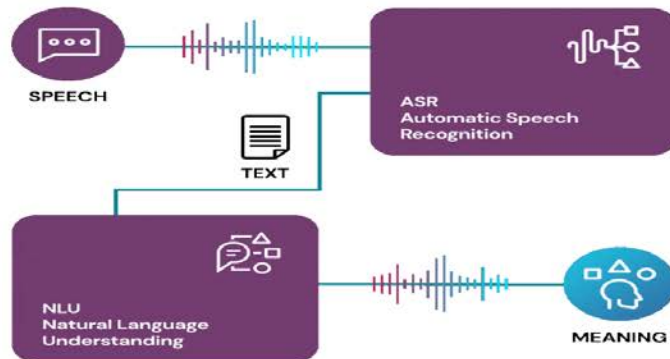 SPEECH
ASR
Automatic Speech
Recognition
TEXT
NLU
Natural Language
Understanding
MEANING